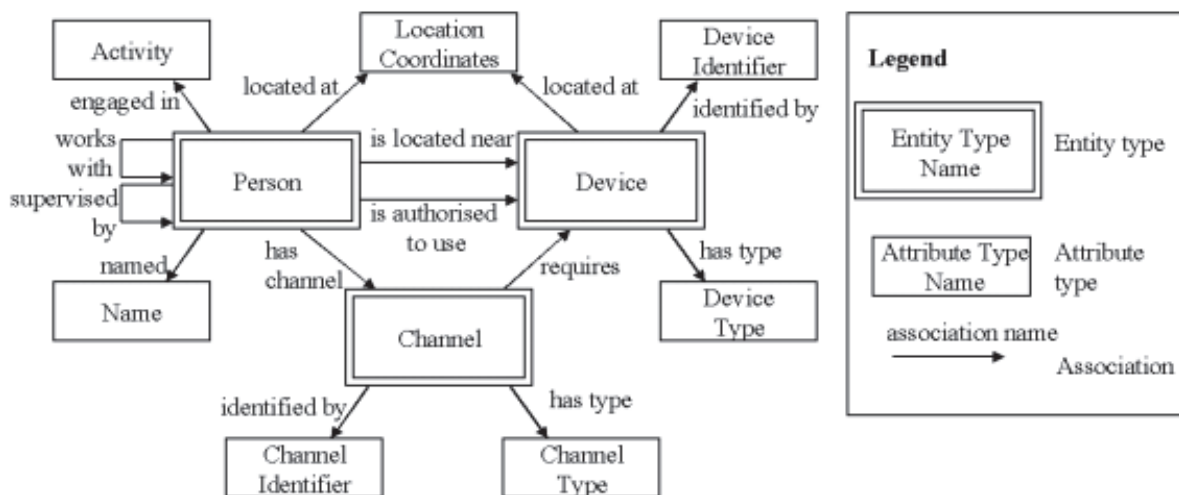 Activity
Location
Coordinates
Device
Identifier
engaged in
located at
located at
identified by
works
with
supervised
by
Person
is located near
is authorised
to use
Device
named
has
channel
requires
has type
Name
Channel
Device
Type
identified by
has type
Channel
Identifier
Channel
Type
Legend
Entity Type
Name
Entity type
Attribute Type
Name
Attribute
type
association name
Association